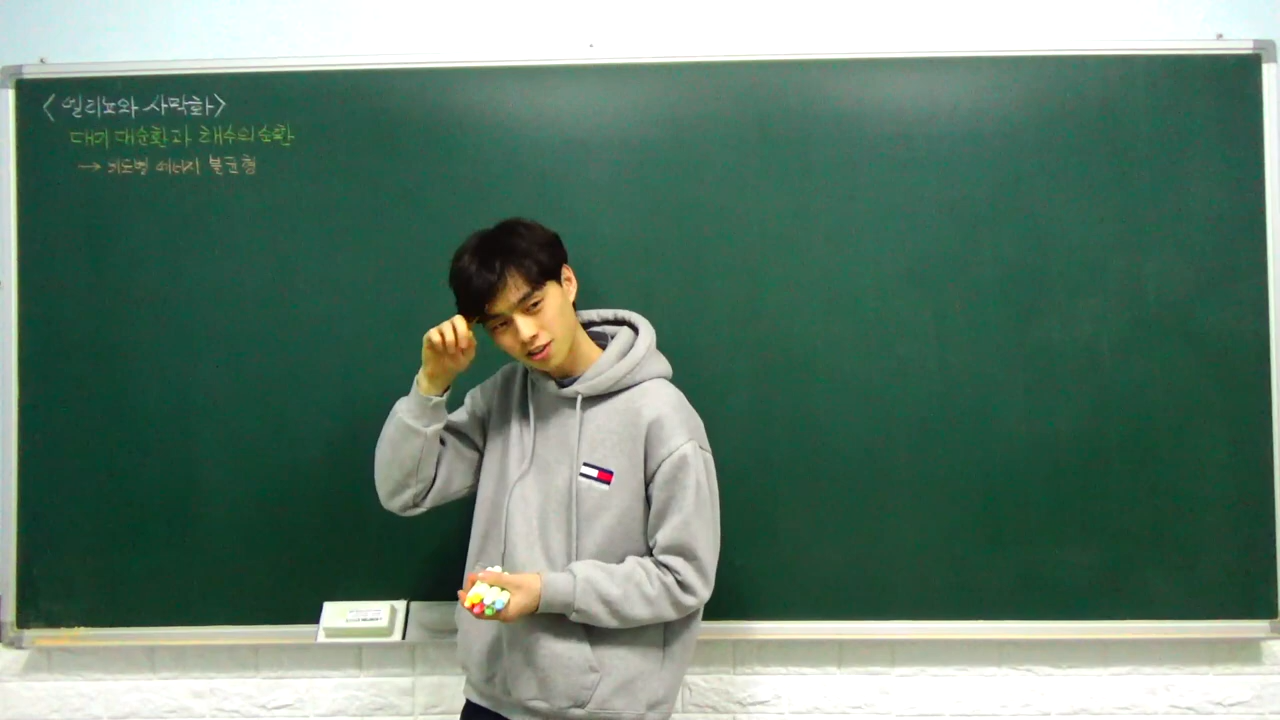 <엘리뇨와 사막화>
대기 대순환과 해수의 순환
→ 위도별 에너지 불균형